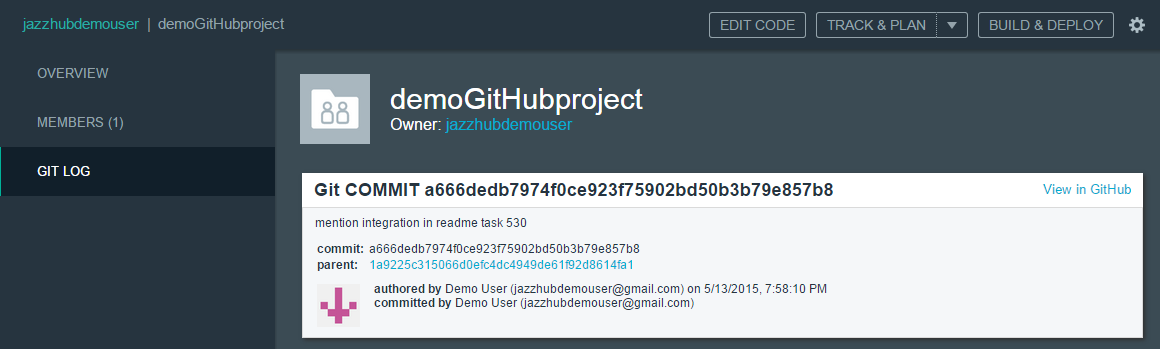 jazzhubdemouser | demoGitHubproject
EDIT CODE
TRACK & PLAN
BUILD & DEPLOY
OVERVIEW
MEMBERS (1)
GIT LOG
demoGitHubproject
Owner: jazzhubdemouser
Git COMMIT a666dedb7974f0ce923f75902bd50b3b79e857b8
View in GitHub
mention integration in readme task 530
commit: a666dedb7974f0ce923f75902bd50b3b79e857b8
parent: 1a9225c315066d0efc4dc4949de61f92d8614fa1
authored by Demo User (jazzhubdemouser@gmail.com) on 5/13/2015, 7:58:10 PM
committed by Demo User (jazzhubdemouser@gmail.com)